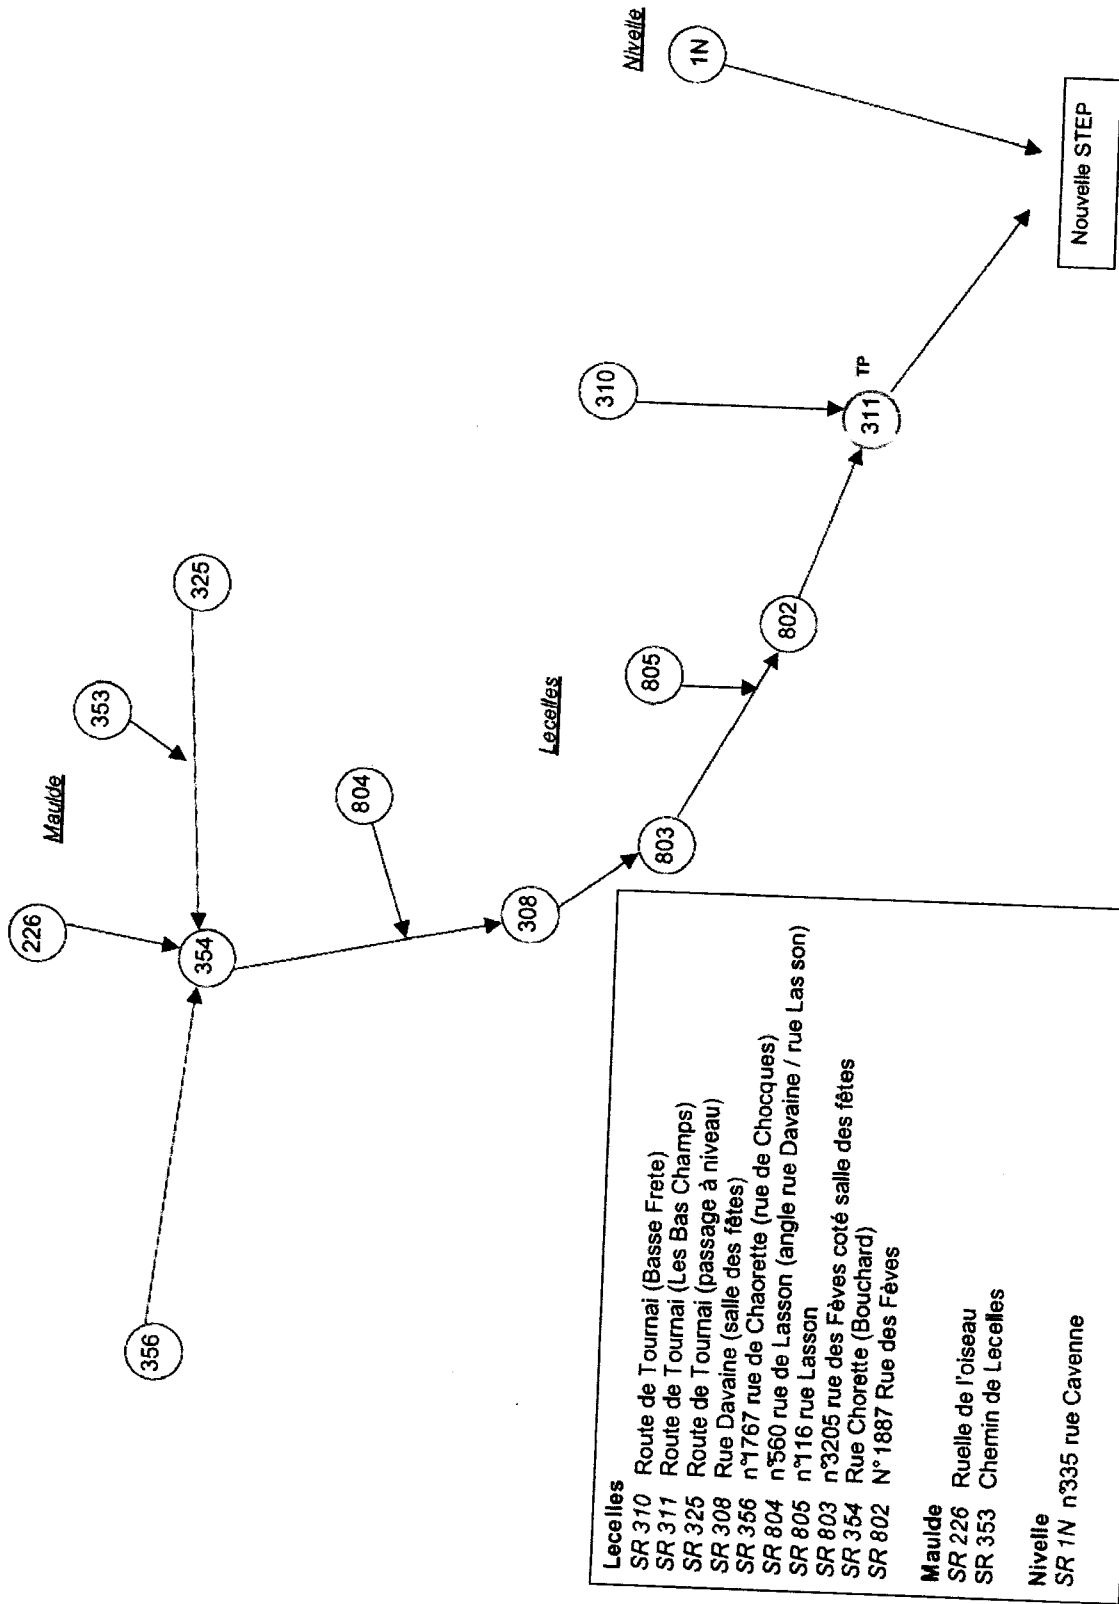 Nivelle
1N
Nouvelle STEP
310
TP
311
325
353
Maulde
226
354
356
804
Lecelles
805
802
803
308
Lecelles
SR 310 Route de Tournai (Basse Frete)
SR 311 Route de Tournai (Les Bas Champs)
SR 325 Route de Tournai (passage à niveau)
SR 308 Rue Davaine (salle des fêtes)
SR 356 n°1767 rue de Chaorette (rue de Chocques)
SR 804 n°560 rue de Lasson (angle rue Davaine / rue Las son)
SR 805 n°116 rue Lasson
SR 803 n°3205 rue des Fèves coté salle des fêtes
SR 354 Rue Chorette (Bouchard)
SR 802 N°1887 Rue des Fèves
Maulde
SR 226 Ruelle de l'oiseau
SR 353 Chemin de Lecelles
Nivelle
SR 1N n°335 rue Cavenne